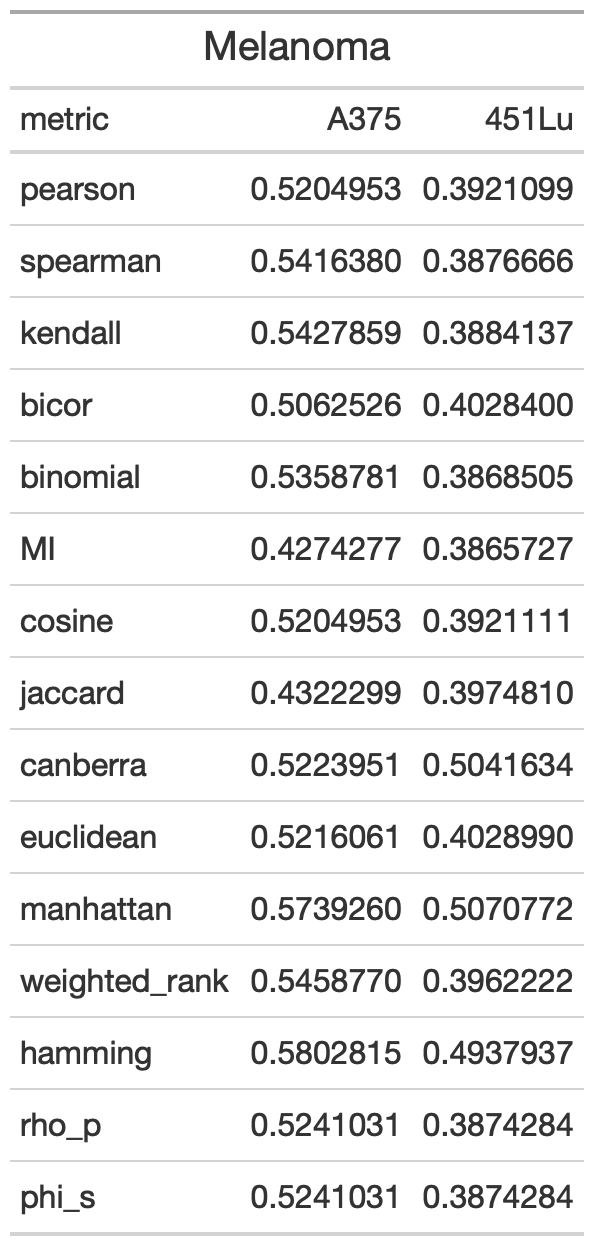 Melanoma
metric A375 451Lu
pearson 0.5204953 0.3921099
spearman 0.5416380 0.3876666
kendall 0.5427859 0.3884137
bicor 0.5062526 0.4028400
binomial 0.5358781 0.3868505
MI 0.4274277 0.3865727
cosine 0.5204953 0.3921111
jaccard 0.4322299 0.3974810
canberra 0.5223951 0.5041634
euclidean 0.5216061 0.4028990
manhattan 0.5739260 0.5070772
weighted_rank 0.5458770 0.3962222
hamming 0.5802815 0.4937937
rho_p 0.5241031 0.3874284
phi_s 0.5241031 0.3874284